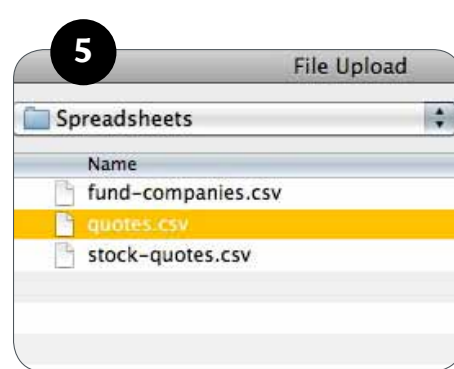 5
File Upload
Spreadsheets
Name
fund-companies.csv
quotes.csv
stock-quotes.csv